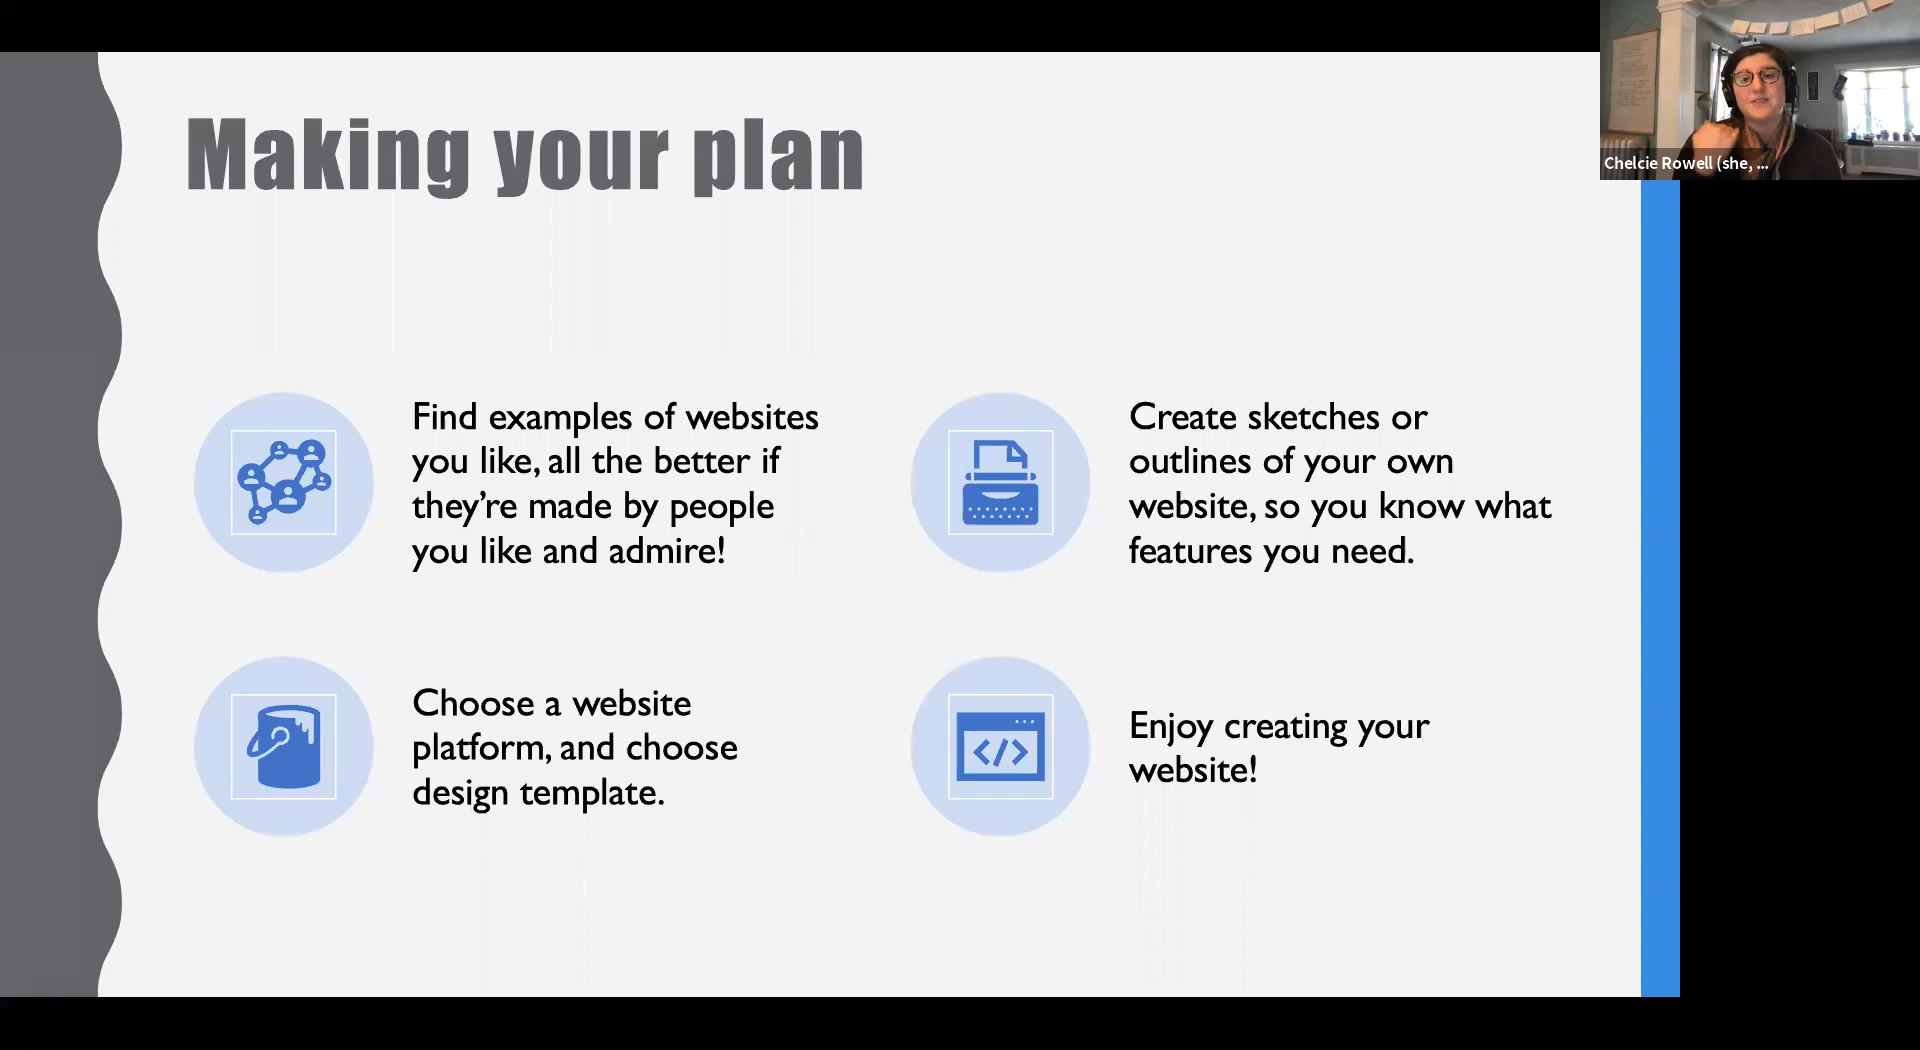 Making your plan
Find examples of websites
you like, all the better if
they’re made by people
you like and admire!
Create sketches or
outlines of your own
website, so you know what
features you need.
Choose a website
platform, and choose
design template.
Enjoy creating your
website!
Chelcie Rowell (she, ...